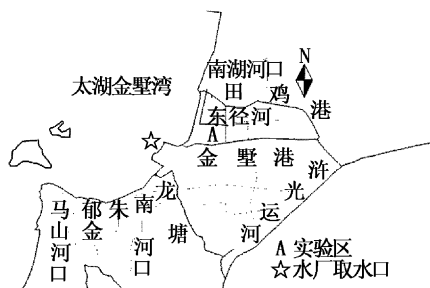 N
南湖河口
太湖金墅湾
田鸡港
东径河
A
金墅港
浒光运河
龙塘
南河口
朱
郁金
马山河口
A 实验区
☆水厂取水口